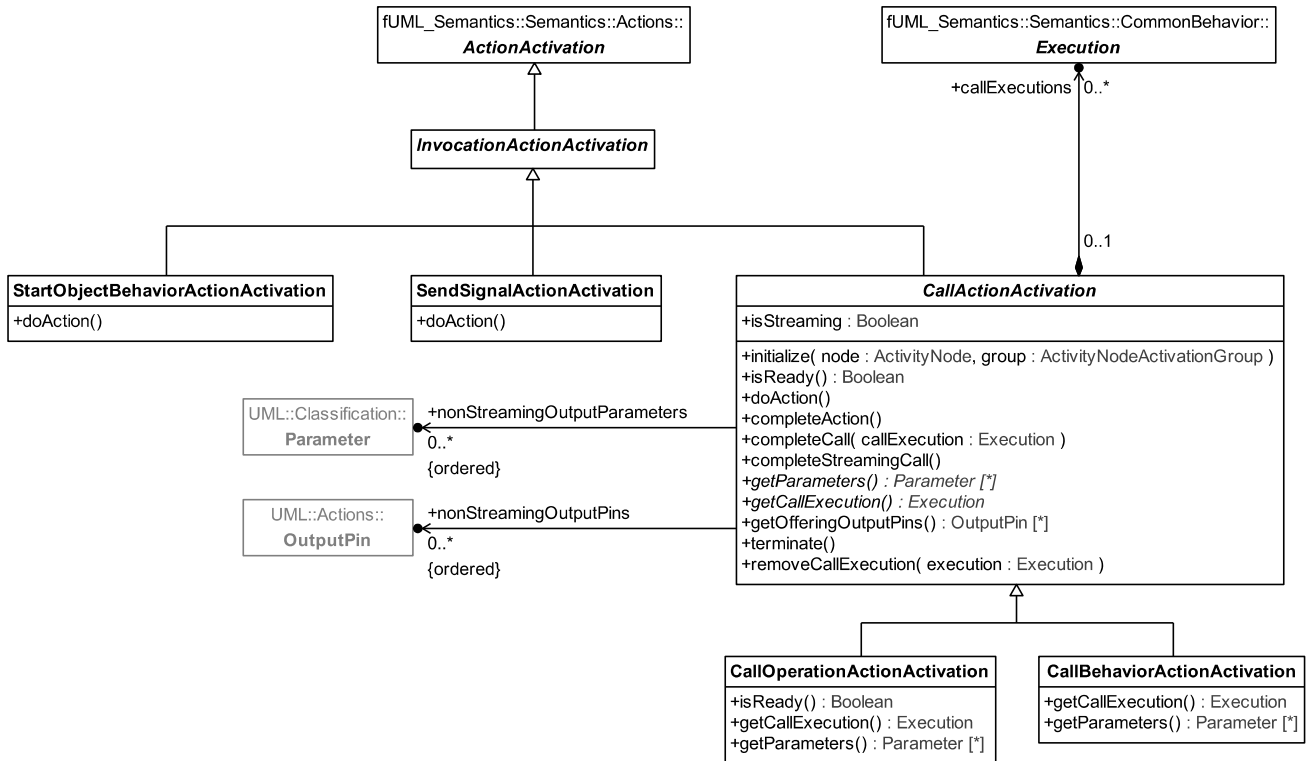 fUML_Semantics::Semantics::Actions::
ActionActivation
fUML_Semantics::Semantics::CommonBehavior::
Execution
+callExecutions
0..*
InvocationActionActivation
0..1
StartObjectBehaviorActionActivation
+doAction()
SendSignalActionActivation
+doAction()
CallActionActivation
+isStreaming : Boolean
+initialize( node : ActivityNode, group : ActivityNodeActivationGroup )
+isReady() : Boolean
+doAction()
+completeAction()
+completeCall( callExecution : Execution )
+completeStreamingCall()
+getParameters() : Parameter [*]
+getCallExecution() : Execution
+getOfferingOutputPins() : OutputPin [*]
+terminate()
+removeCallExecution( execution : Execution )
UML::Classification::
Parameter
+nonStreamingOutputParameters
0..*
{ordered}
UML::Actions::
OutputPin
+nonStreamingOutputPins
0..*
{ordered}
CallOperationActionActivation
+isReady() : Boolean
+getCallExecution() : Execution
+getParameters() : Parameter [*]
CallBehaviorActionActivation
+getCallExecution() : Execution
+getParameters() : Parameter [*]